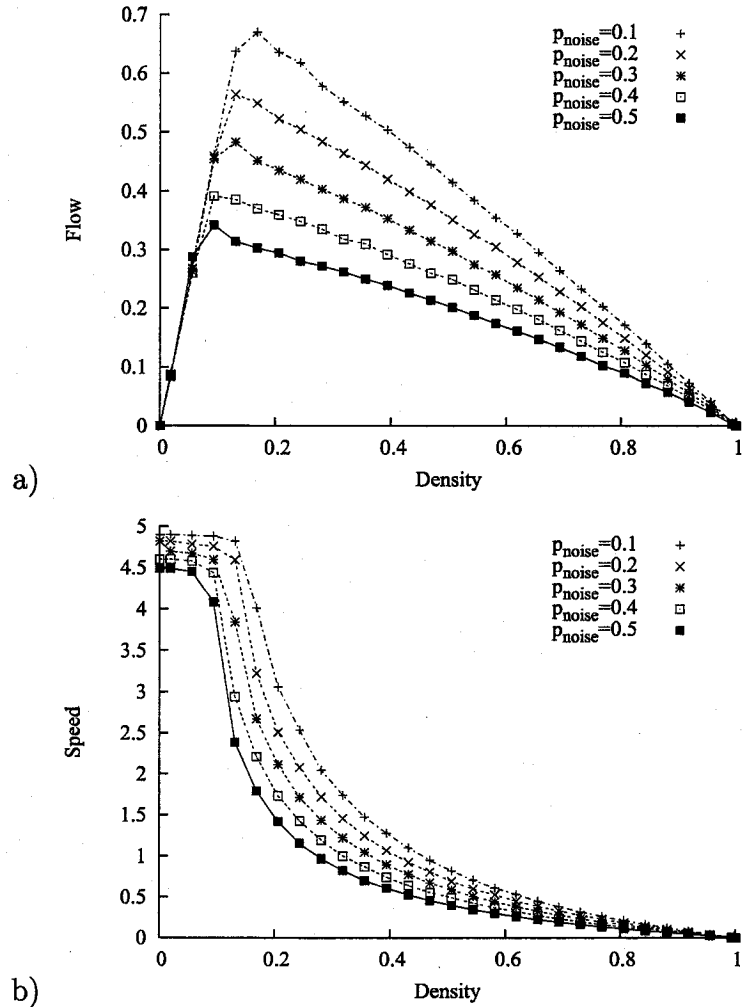 0.7
0.6
0.5
0.4
0.3
0.2
0.1
0
Flow
p_noise=0.1
p_noise=0.2
p_noise=0.3
p_noise=0.4
p_noise=0.5
0 0.2 0.4 0.6 0.8 1
Density
a)
5
4.5
4
3.5
3
2.5
2
1.5
1
0.5
0
Speed
p_noise=0.1
p_noise=0.2
p_noise=0.3
p_noise=0.4
p_noise=0.5
0 0.2 0.4 0.6 0.8 1
Density
b)